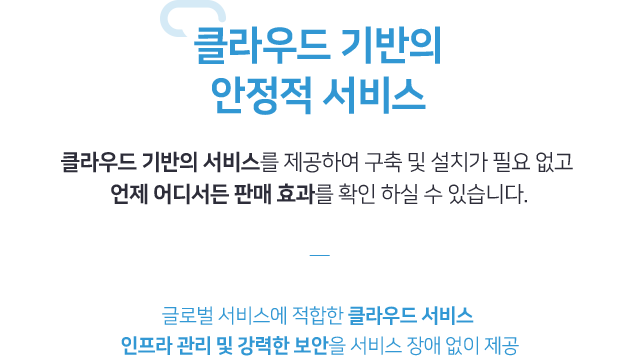 클라우드 기반의
안정적 서비스
클라우드 기반의 서비스를 제공하여 구축 및 설치가 필요 없고
언제 어디서든 판매 효과를 확인 하실 수 있습니다.
글로벌 서비스에 적합한 클라우드 서비스
인프라 관리 및 강력한 보안을 서비스 장애 없이 제공